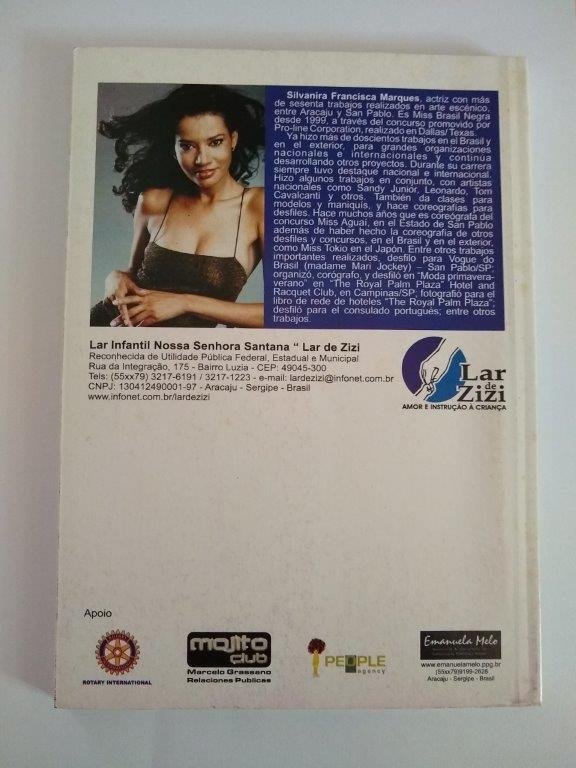 Silvanira Francisca Marques, actriz con más
de sesenta trabajos realizados en arte escénico,
entre Aracaju y San Pablo. Es Miss Brasil Negra
desde 1999, a través del concurso promovido por
Pro-line Corporation, realizado en Dallas/ Texas.
Ya hizo más de doscientos trabajos en el Brasil y
en el exterior, para grandes organizaciones
nacionales e internacionales y continúa
desarrollando otros proyectos. Durante su carrera
siempre tuvo destaque nacional e internacional.
Hizo algunos trabajos en conjunto, con artistas
nacionales como Sandy Junior, Leonardo, Tom
Cavalcanti y otros. También da clases para
modelos y maniquís, y hace coreografías para
desfiles. Hace muchos años que es coreógrafa del
concurso Miss Aguaí, en el Estado de San Pablo
además de haber hecho la coreografia de otros
desfiles y concursos, en el Brasil y en el exterior,
como Miss Tokio en el Japón. Entre otros trabajos
importantes realizados, desfilo para Vogue do
Brasil (madame Mari Jockey) – San Pablo/SP;
organizó, corógrafo, y desfiló en "Moda primavera-
verano" en "The Royal Palm Plaza" Hotel and
Racquet Club, en Campinas/SP; fotografió para el
libro de rede de hoteles "The Royal Palm Plaza";
desfiló para el consulado portugués; entre otros
trabajos.
Lar Infantil Nossa Senhora Santana " Lar de Zizi
Reconhecida de Utilidade Pública Federal, Estadual e Municipal
Rua da Integração, 175 - Bairro Luzia - CEP: 49045-300
Tels: (55xx79) 3217-6191 / 3217-1223 - e-mail: lardezizi@infonet.com.br
CNPJ: 130412490001-97 - Aracaju - Sergipe - Brasil
www.infonet.com.br/lardezizi
Lar
de
Zizi
AMOR E INSTRUÇÃO À CRIANÇA
Apoio
ROTARY INTERNATIONAL
mojito
club
Marcelo Grassano
Relaciones Publicas
PEOPLE
agency
Emanuela Melo
www.emanuelamelo.ppg.br
(55xx79)9199-2626
Aracaju - Sergipe - Brasil